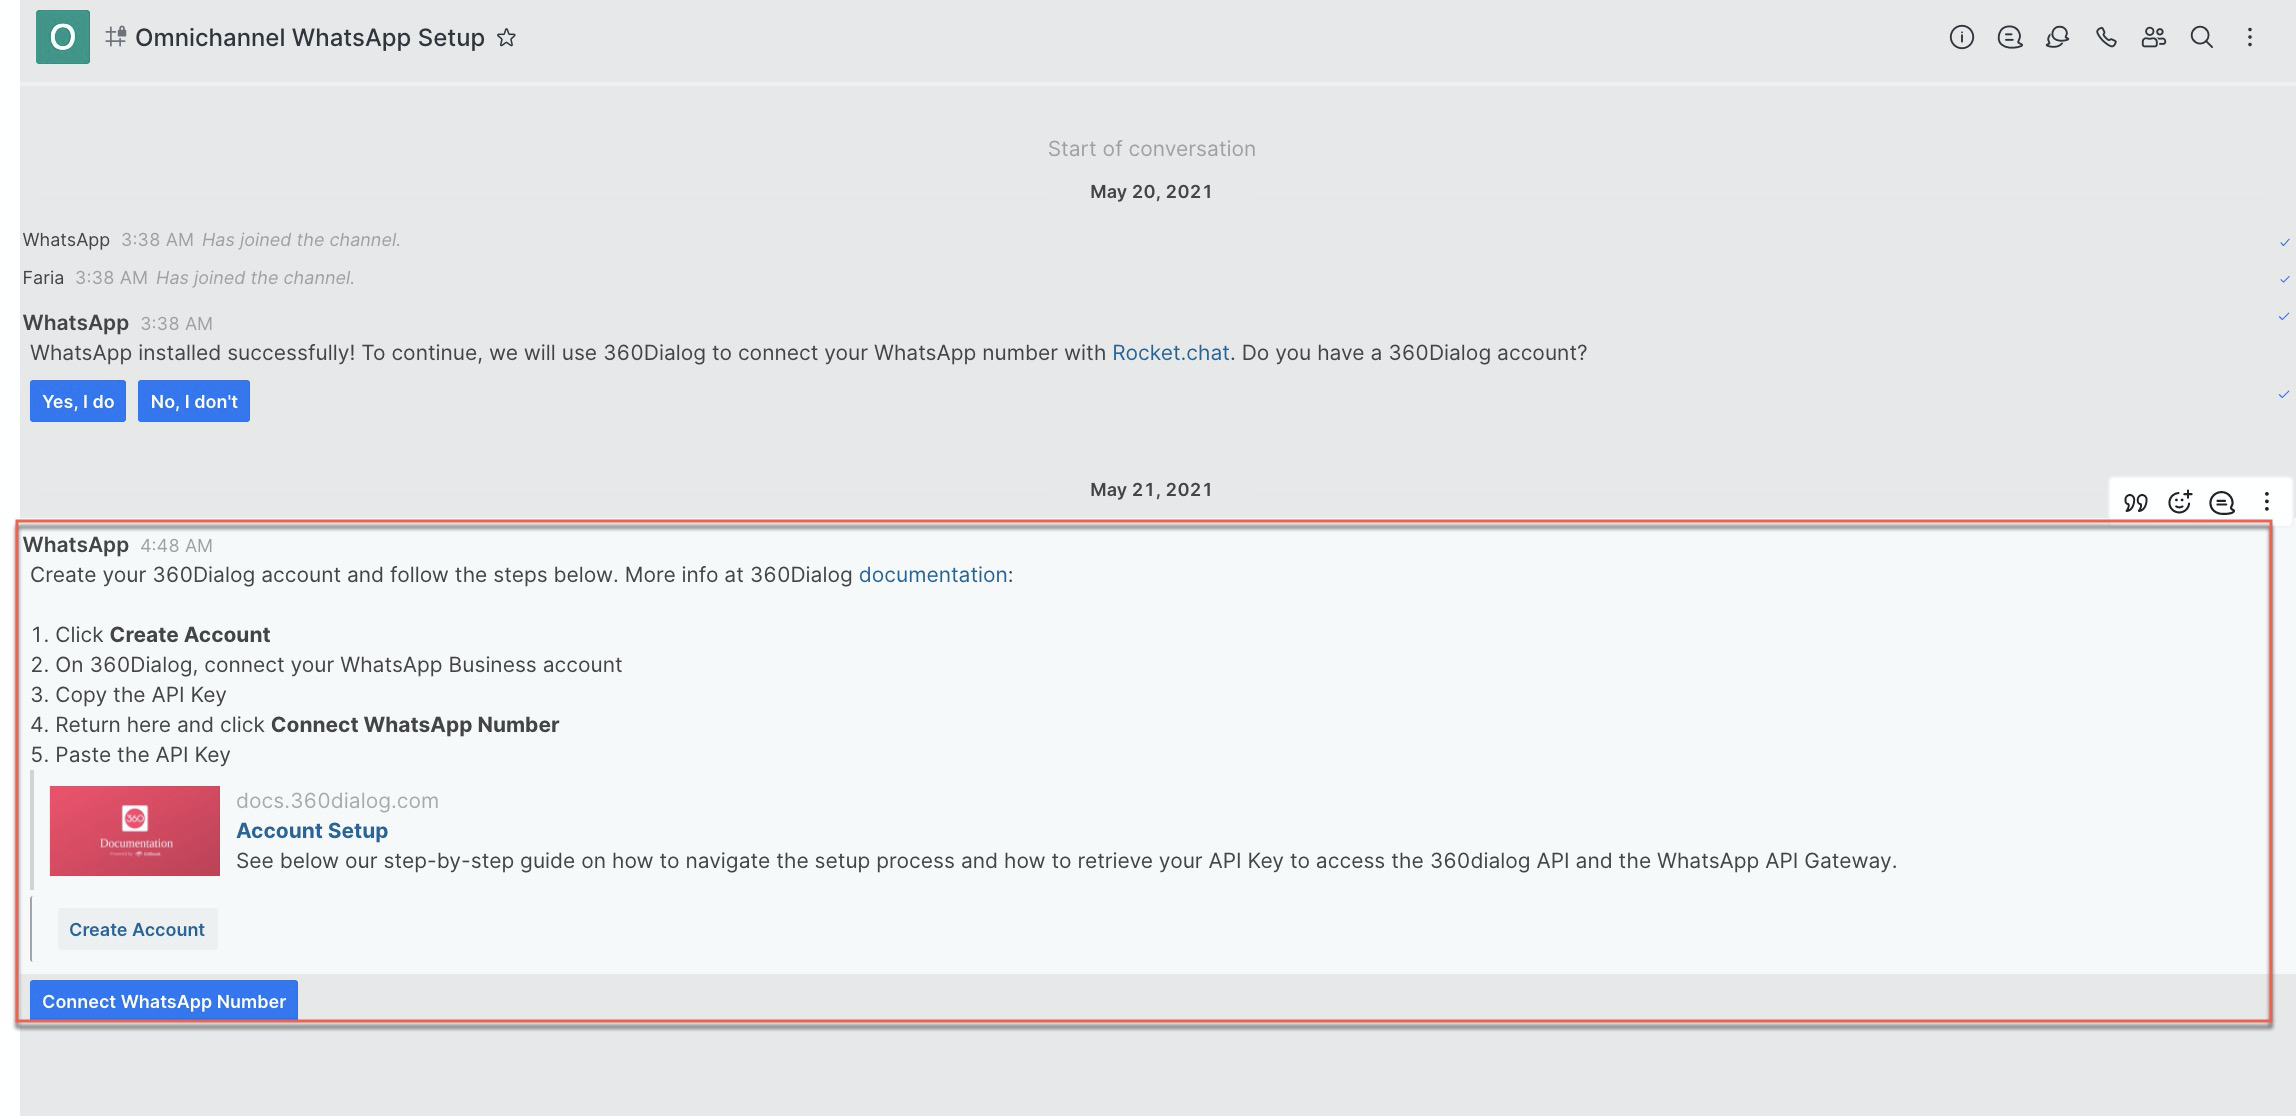 O
Omnichannel WhatsApp Setup
Start of conversation
May 20, 2021
WhatsApp 3:38 AM Has joined the channel.
Faria 3:38 AM Has joined the channel.
WhatsApp 3:38 AM
WhatsApp installed successfully! To continue, we will use 360Dialog to connect your WhatsApp number with Rocket.chat. Do you have a 360Dialog account?
Yes, I do No, I don't
May 21, 2021
WhatsApp 4:48 AM
Create your 360Dialog account and follow the steps below. More info at 360Dialog documentation:
1. Click Create Account
2. On 360Dialog, connect your WhatsApp Business account
3. Copy the API Key
4. Return here and click Connect WhatsApp Number
5. Paste the API Key
docs.360dialog.com
360
Documentation
Powered by GitBook
Account Setup
See below our step-by-step guide on how to navigate the setup process and how to retrieve your API Key to access the 360dialog API and the WhatsApp API Gateway.
Create Account
Connect WhatsApp Number